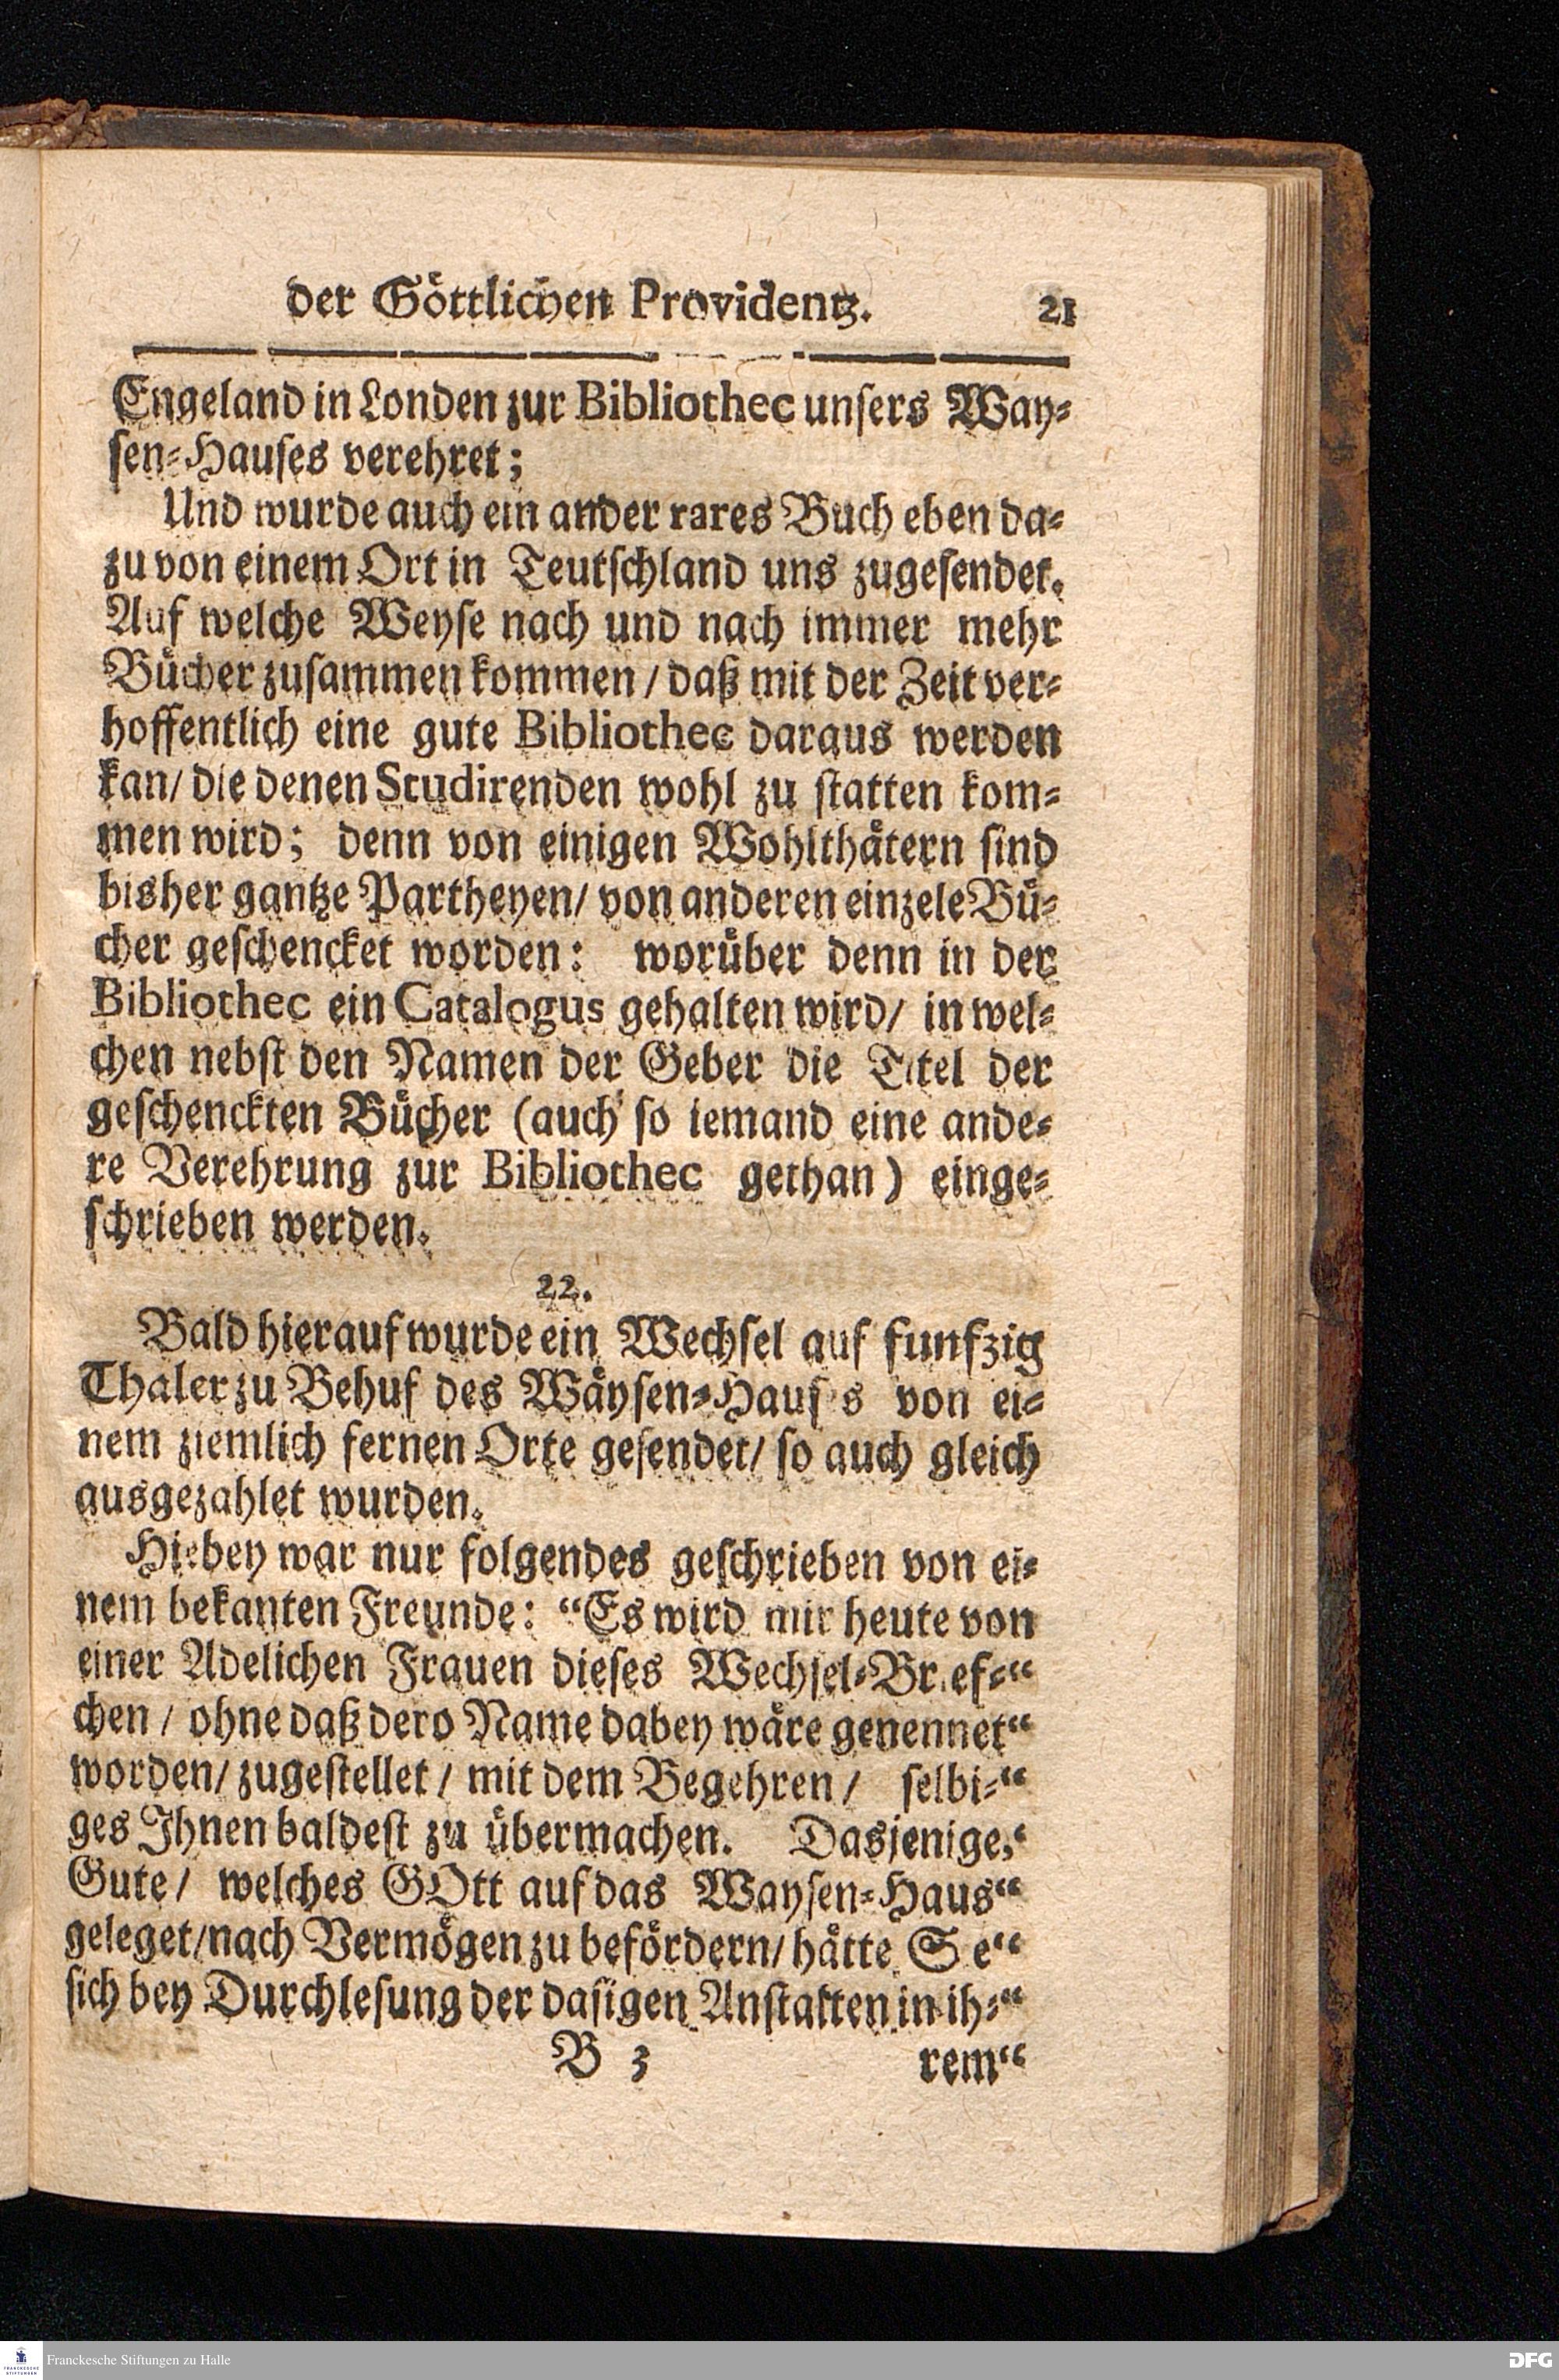 der Göttlichen Providentz. 21
Engeland in Londen zur Bibliothec unsers Way-
sen-Hauses verehret;
Und wurde auch ein ander rares Buch eben da-
zu von einem Ort in Teutschland uns zugesendet.
Auf welche Weyse nach und nach immer mehr
Bücher zusammen kommen / daß mit der Zeit ver-
hoffentlich eine gute Bibliothec daraus werden
kan/ die denen Studirenden wohl zu statten kom-
men wird; denn von einigen Wohlthätern sind
bisher gantze Partheyen/ von anderen einzele Bü-
cher geschencket worden: worüber denn in der
Bibliothec ein Catalogus gehalten wird/ in wel-
chen nebst den Namen der Geber die Titel der
geschenckten Bücher (auch so iemand eine ande-
re Verehrung zur Bibliothec gethan) einge-
schrieben werden.
22.
Bald hierauf wurde ein Wechsel auf funfzig
Thaler zu Behuf des Wäysen-Hauses von ei-
nem ziemlich fernen Orte gesendet/ so auch gleich
ausgezahlet wurden.
Hiebey war nur folgendes geschrieben von ei-
nem bekanten Freunde: “Es wird mir heute von
einer Adelichen Frauen dieses Wechsel-Brief-“
chen / ohne daß dero Name dabey wäre genennet“
worden/ zugestellet / mit dem Begehren / selbi-“
ges Ihnen baldest zu übermachen. Dasjenige“
Gute / welches GOtt auf das Waysen-Haus“
geleget/nach Vermögen zu befördern/ hätte Sie“
sich bey Durchlesung der dasigen Anstalten in ih-“
B 3 rem“
Franckesche Stiftungen zu Halle
FRANCKESCHE STIFTUNGEN
DFG